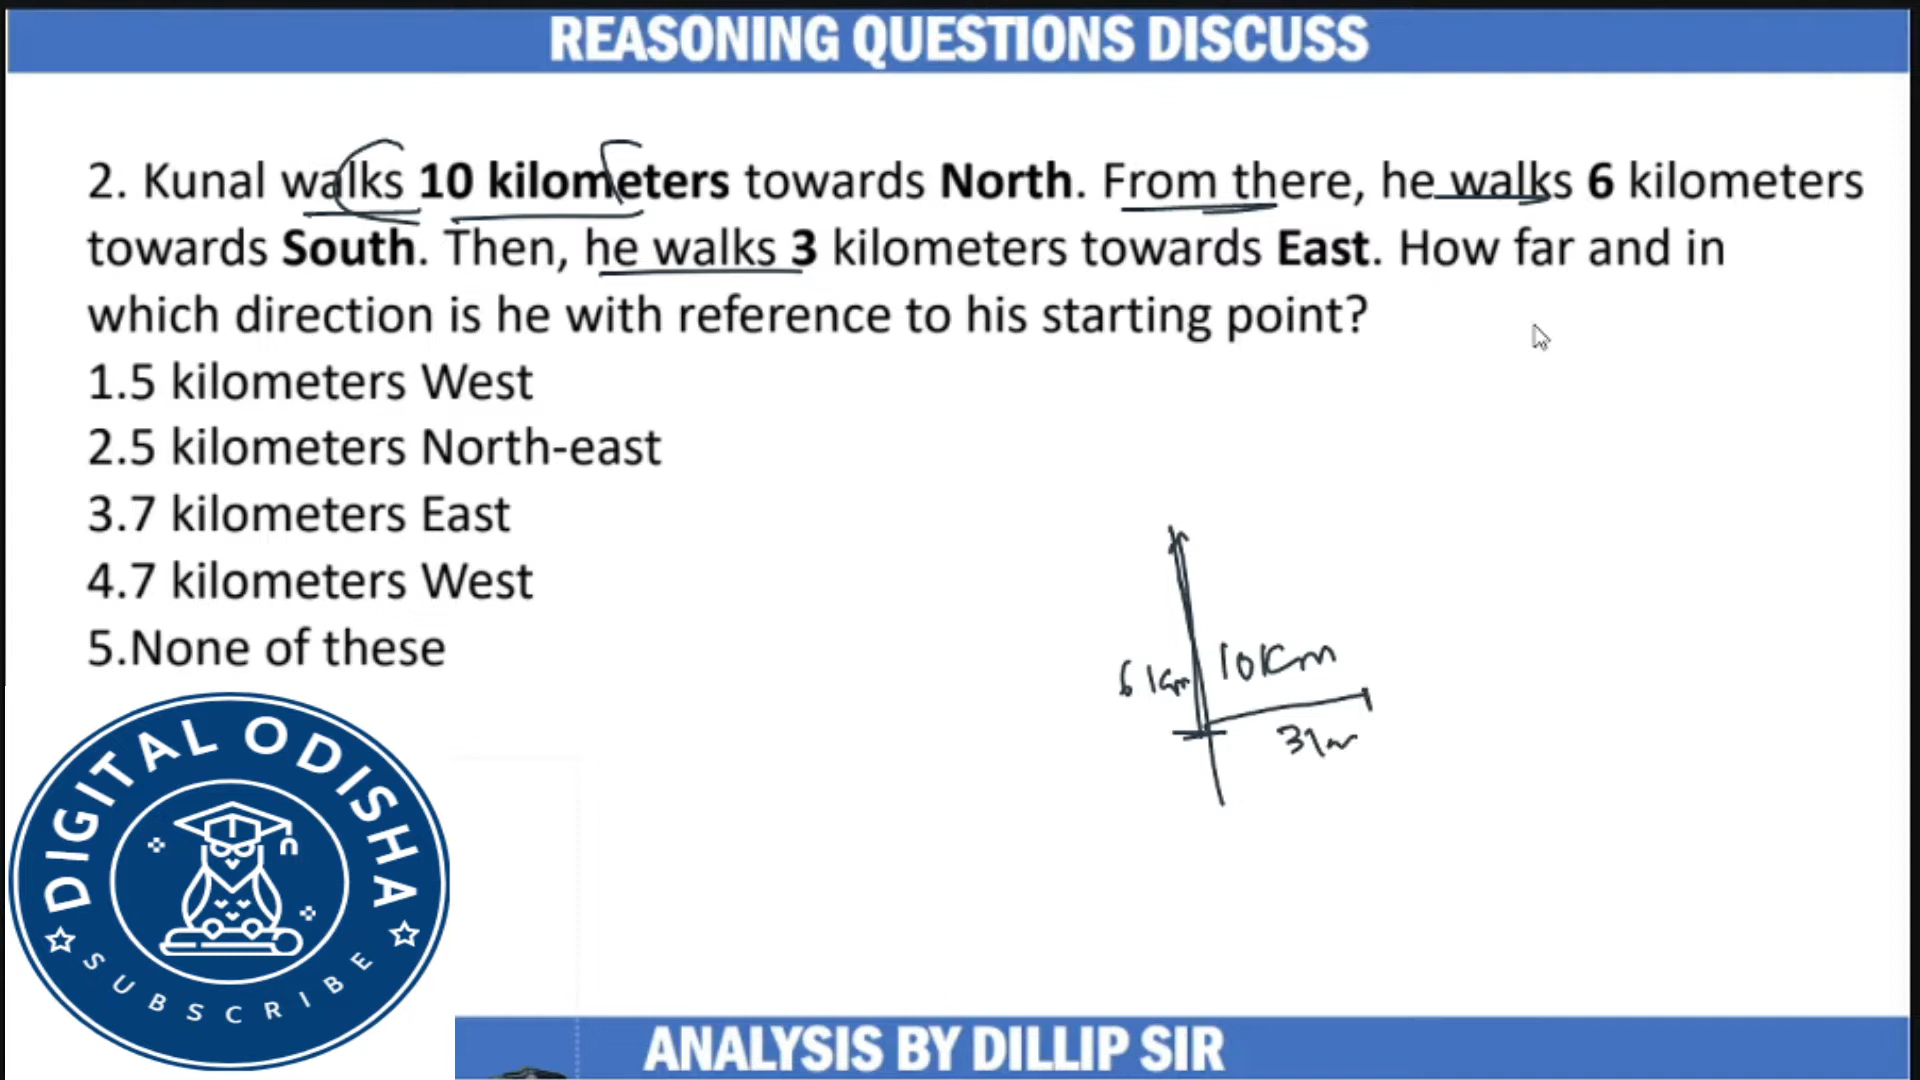 REASONING QUESTIONS DISCUSS
2. Kunal walks 10 kilometers towards North. From there, he walks 6 kilometers
towards South. Then, he walks 3 kilometers towards East. How far and in
which direction is he with reference to his starting point?
1.5 kilometers West
2.5 kilometers North-east
3.7 kilometers East
4.7 kilometers West
5.None of these
10Km
6 Km
DIGITAL ODISHA
SUBSCRIBE
ANALYSIS BY DILLIP SIR